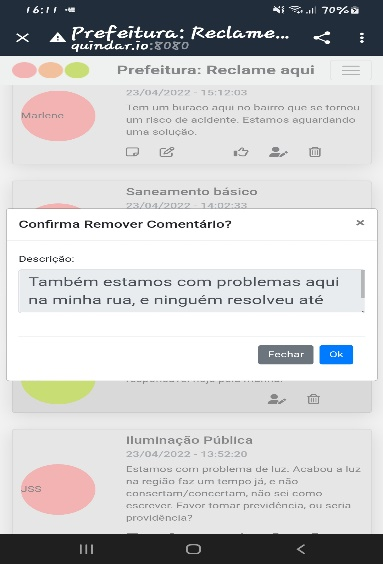 16:11
70%
Prefeitura: Reclame...
quindar.io:8080
Prefeitura: Reclame aqui
23/04/2022 - 15:12:03
Marlene
Tem um buraco aqui no bairro que se tornou
um risco de acidente. Estamos aguardando
uma solução.
Saneamento básico
23/04/2022 - 14:02:33
Confirma Remover Comentário?
×
Descrição:
Também estamos com problemas aqui
na minha rua, e ninguém resolveu até
Fechar
Ok
responsável hoje pela manhã.
Iluminação Pública
23/04/2022 - 13:52:20
JSS
Estamos com problema de luz. Acabou a luz
na região faz um tempo já, e não
consertam/concertam, não sei como
escrever. Favor tomar previdência, ou seria
providência?